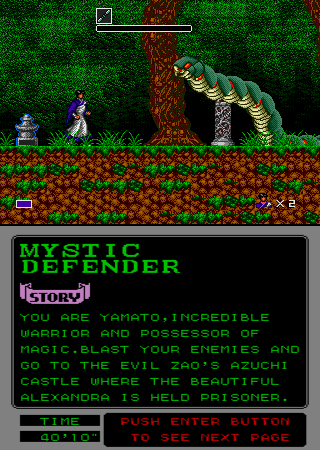 ×2
MYSTIC
DEFENDER
STORY
YOU ARE YAMATO,INCREDIBLE
WARRIOR AND POSSESSOR OF
MAGIC.BLAST YOUR ENEMIES AND
GO TO THE EVIL ZAO'S AZUCHI
CASTLE WHERE THE BEAUTIFUL
ALEXANDRA IS HELD PRISONER.
TIME
40'10"
PUSH ENTER BUTTON
TO SEE NEXT PAGE